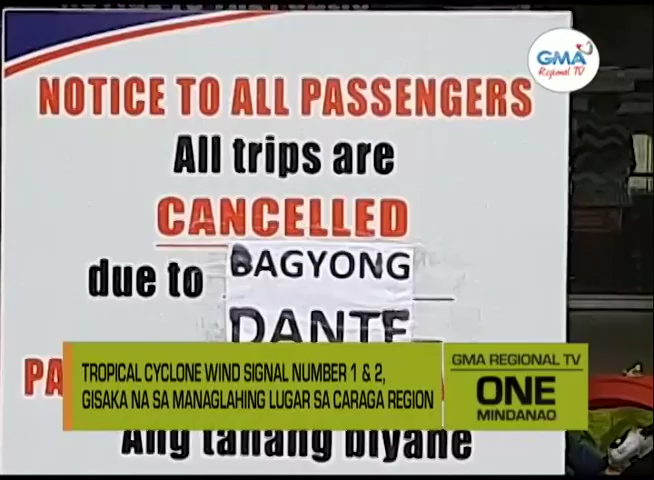 GMA
Regional TV
NOTICE TO ALL PASSENGERS
All trips are
CANCELLED
due to BAGYONG
DANTE
PA
TROPICAL CYCLONE WIND SIGNAL NUMBER 1 & 2,
GISAKA NA SA MANAGLAHING LUGAR SA CARAGA REGION
GMA REGIONAL TV
ONE
MINDANAO
Ang tanang biyahe